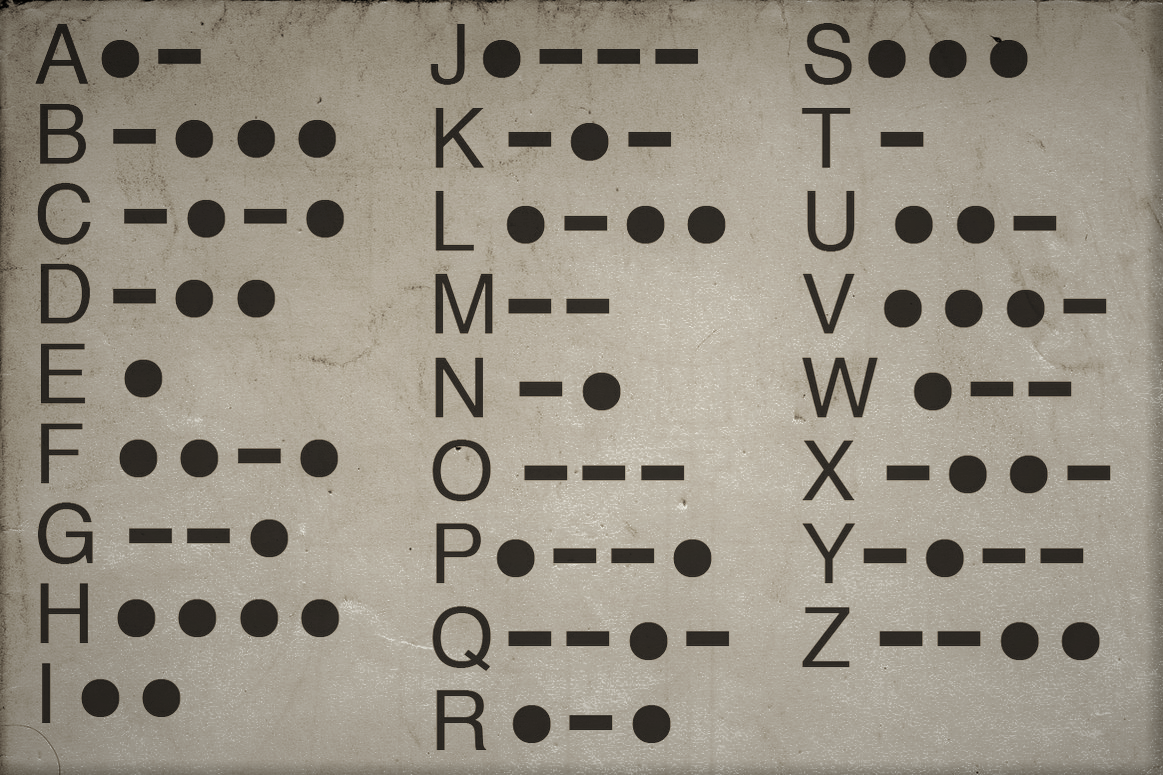 A ● –
B – ● ● ●
C – ● – ●
D – ● ●
E ●
F ● ● – ●
G – – ●
H ● ● ● ●
I ● ●
J ● – – –
K – ● –
L ● – ● ●
M – –
N – ●
O – – –
P ● – – ●
Q – – ● –
R ● – ●
S ● ● ●
T –
U ● ● –
V ● ● ● –
W ● – –
X – ● ● –
Y – ● – –
Z – – ● ●